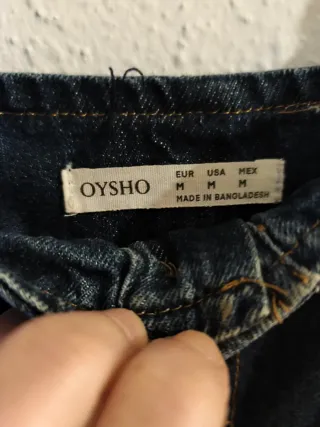 OYSHO
EUR USA MEX
M M M
MADE IN BANGLADESH